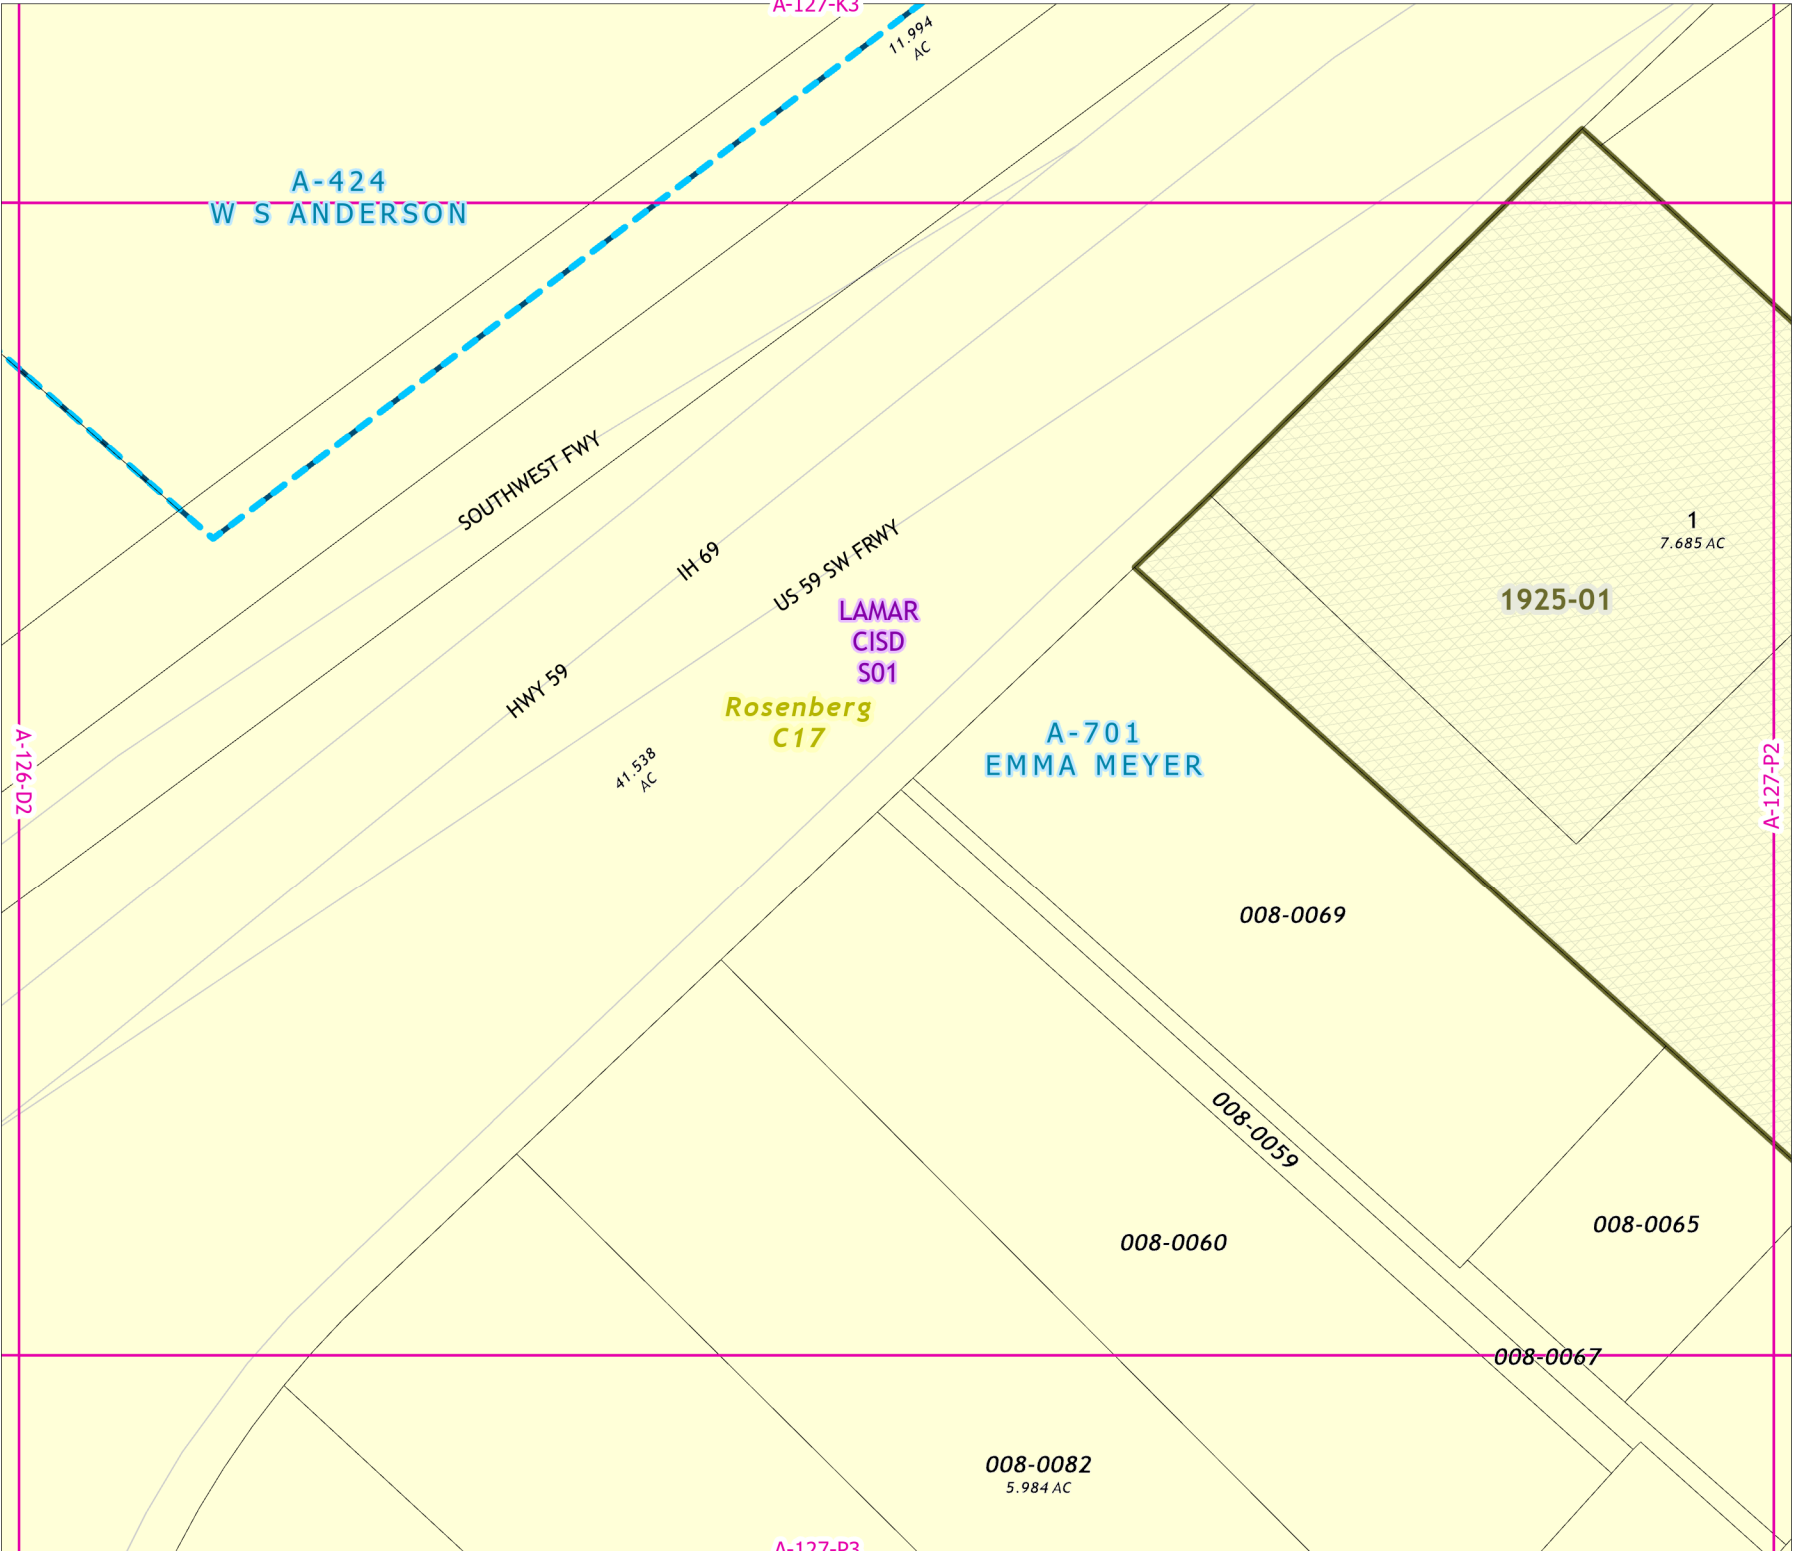 A-127-K3
11.994
AC
A-424
W S ANDERSON
SOUTHWEST FWY
IH 69
US 59 SW FRWY
HWY 59
LAMAR
CISD
S01
Rosenberg
C17
41.538
AC
A-701
EMMA MEYER
1
7.685 AC
1925-01
A-126-D2
A-127-P2
008-0069
008-0059
008-0060
008-0065
008-0067
008-0082
5.984 AC
A-127-P3